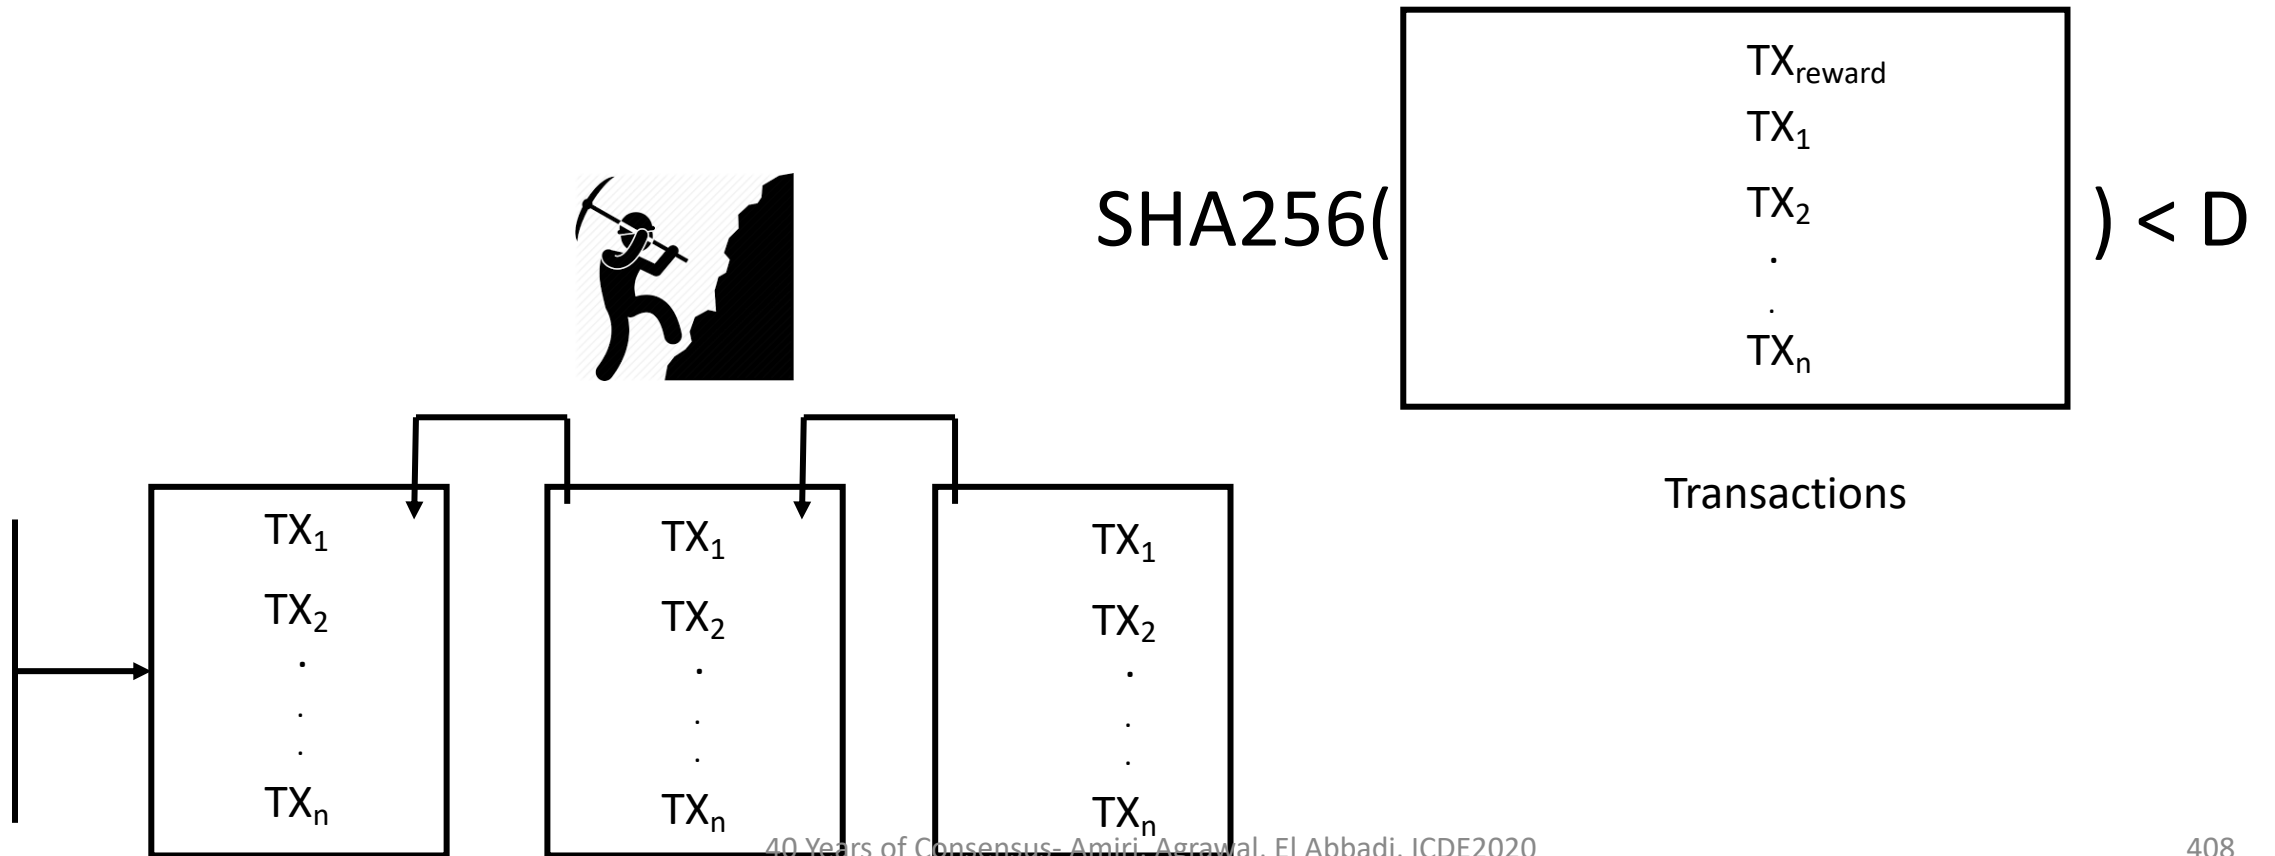 TXreward
TX1
TX2
.
.
TXn
SHA256( ) < D
Transactions
TX1
TX2
.
.
.
TXn
TX1
TX2
.
.
.
TXn
TX1
TX2
.
.
.
TXn
40 Years of Consensus- Amiri, Agrawal, El Abbadi, ICDE2020
408